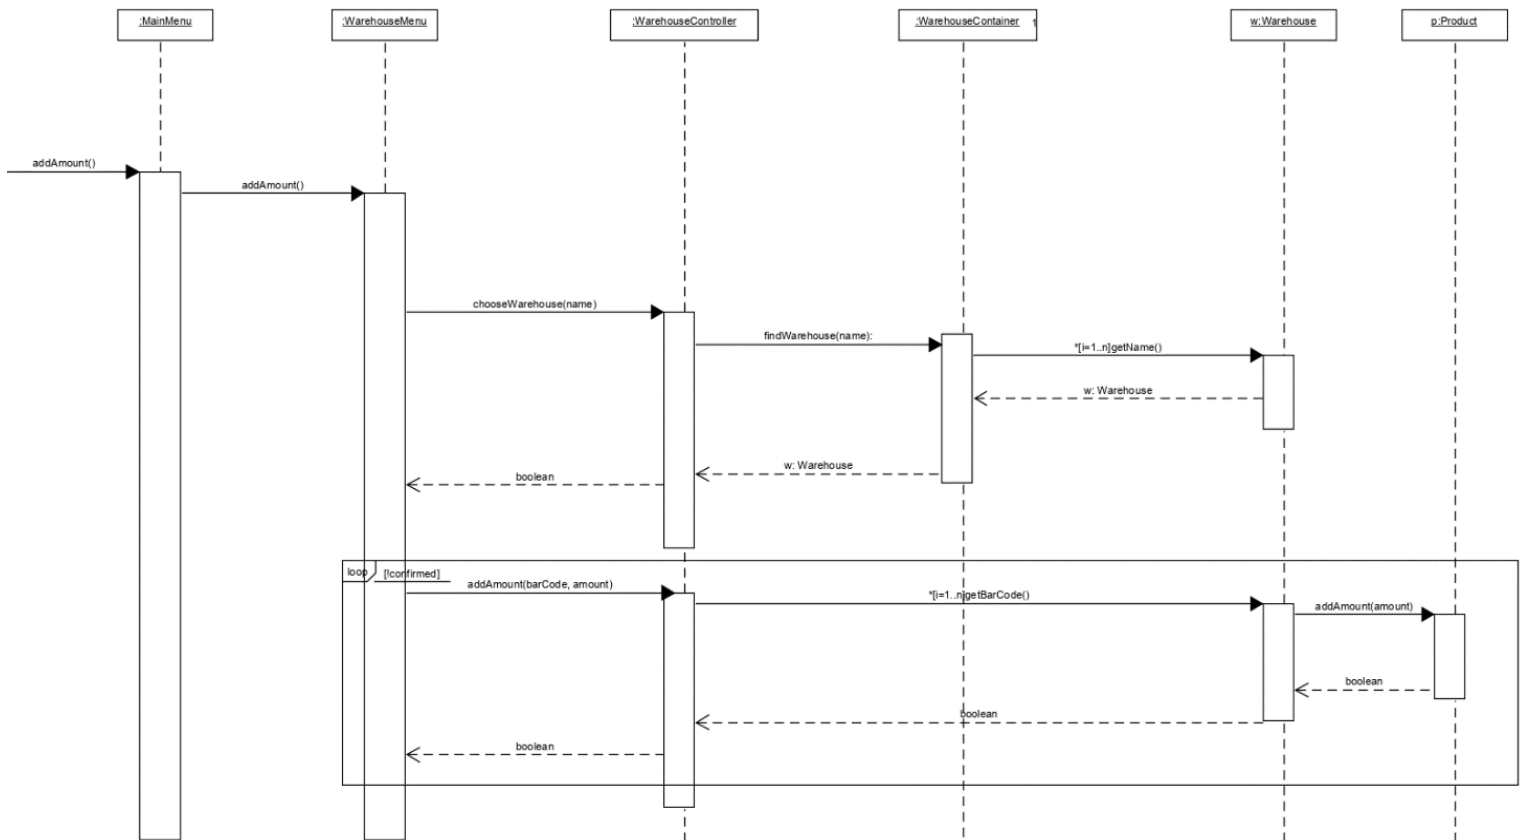 :MainMenu
:WarehouseMenu
:WarehouseController
:WarehouseContainer 1
w:Warehouse
p:Product
addAmount()
addAmount()
chooseWarehouse(name)
findWarehouse(name):
*[i=1..n]getName()
w: Warehouse
w: Warehouse
boolean
loop
[!confirmed]
addAmount(barCode, amount)
*[i=1..n]getBarCode()
addAmount(amount)
boolean
boolean
boolean